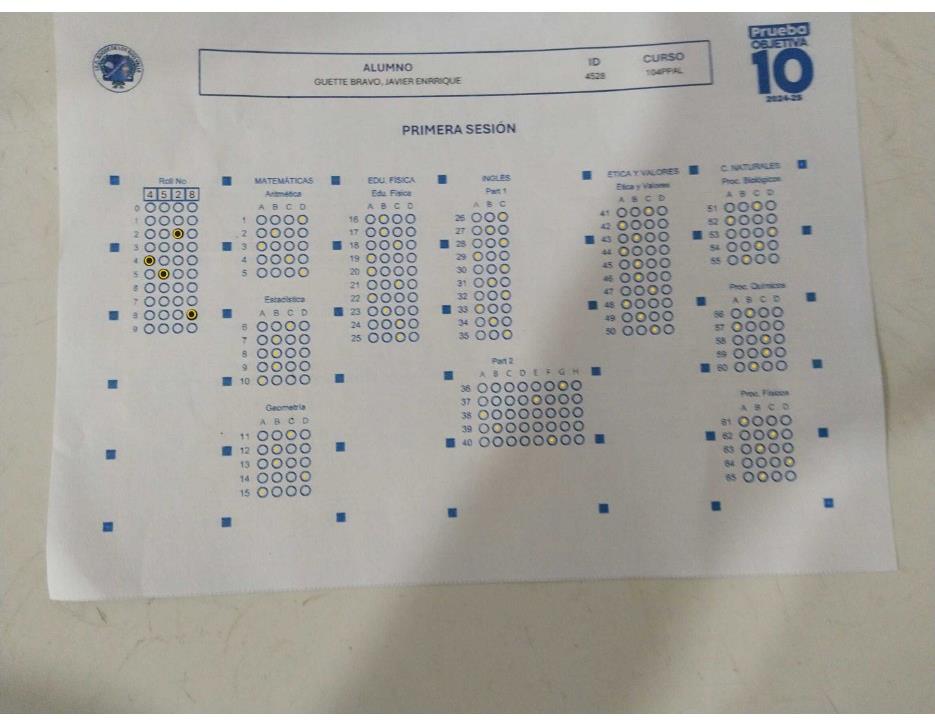 Prueba
OBJETIVA
10
2024-25
ALUMNO
GUETTE BRAVO, JAVIER ENRRIQUE
ID
4528
CURSO
104PPAL
PRIMERA SESIÓN
Roll No
4 5 2 8
0
1
2
3
4
5
6
7
8
9
MATEMÁTICAS
Aritmética
A B C D
1
2
3
4
5
Estadística
A B C D
6
7
8
9
10
Geometría
A B C D
11
12
13
14
15
EDU. FÍSICA
Edu. Física
A B C D
16
17
18
19
20
21
22
23
24
25
INGLÉS
Part 1
A B C
26
27
28
29
30
31
32
33
34
35
Part 2
A B C D E F G H
36
37
38
39
40
ETICA Y VALORES
Etica y Valores
A B C D
41
42
43
44
45
46
47
48
49
50
C. NATURALES
Proc. Biológicos
A B C D
51
52
53
54
55
Proc. Químicos
A B C D
56
57
58
59
60
Proc. Físicos
A B C D
61
62
63
64
65